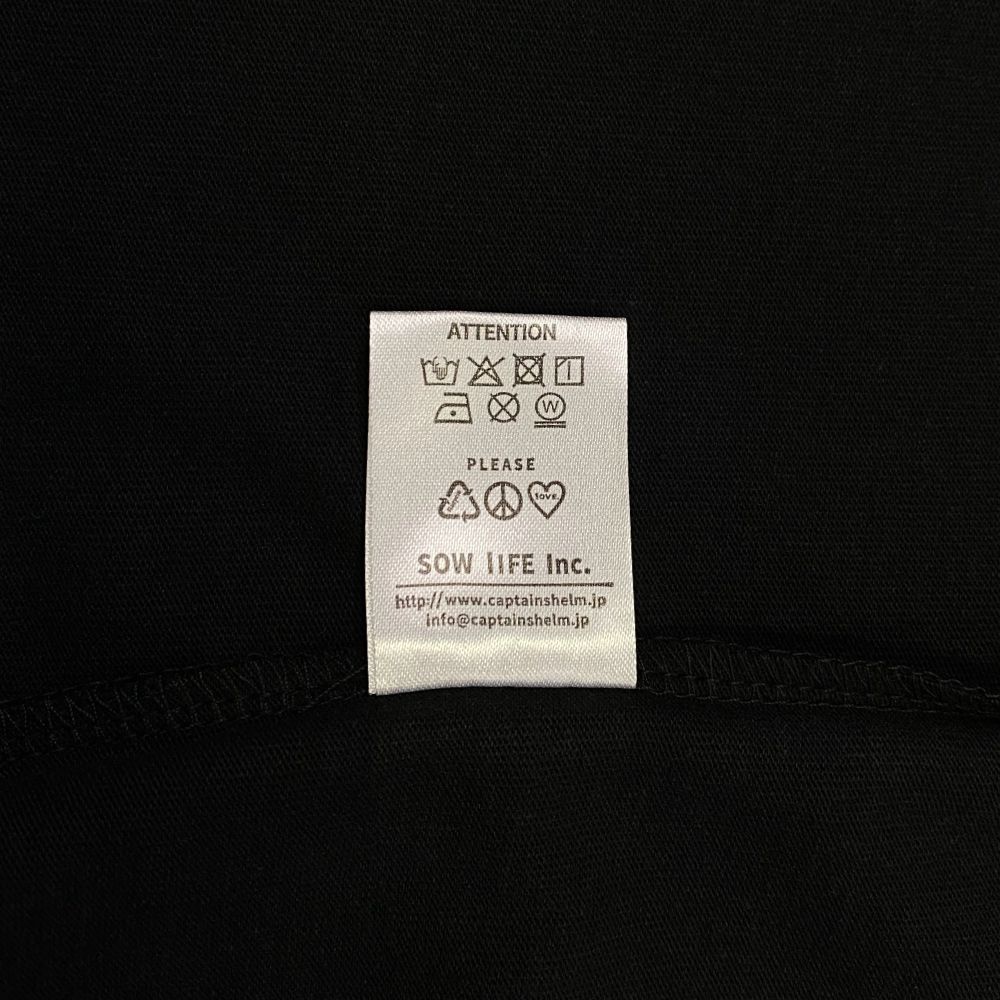 ATTENTION
W
PLEASE
love.
SOW lIFE Inc.
http://www.captainshelm.jp
info@captainshelm.jp